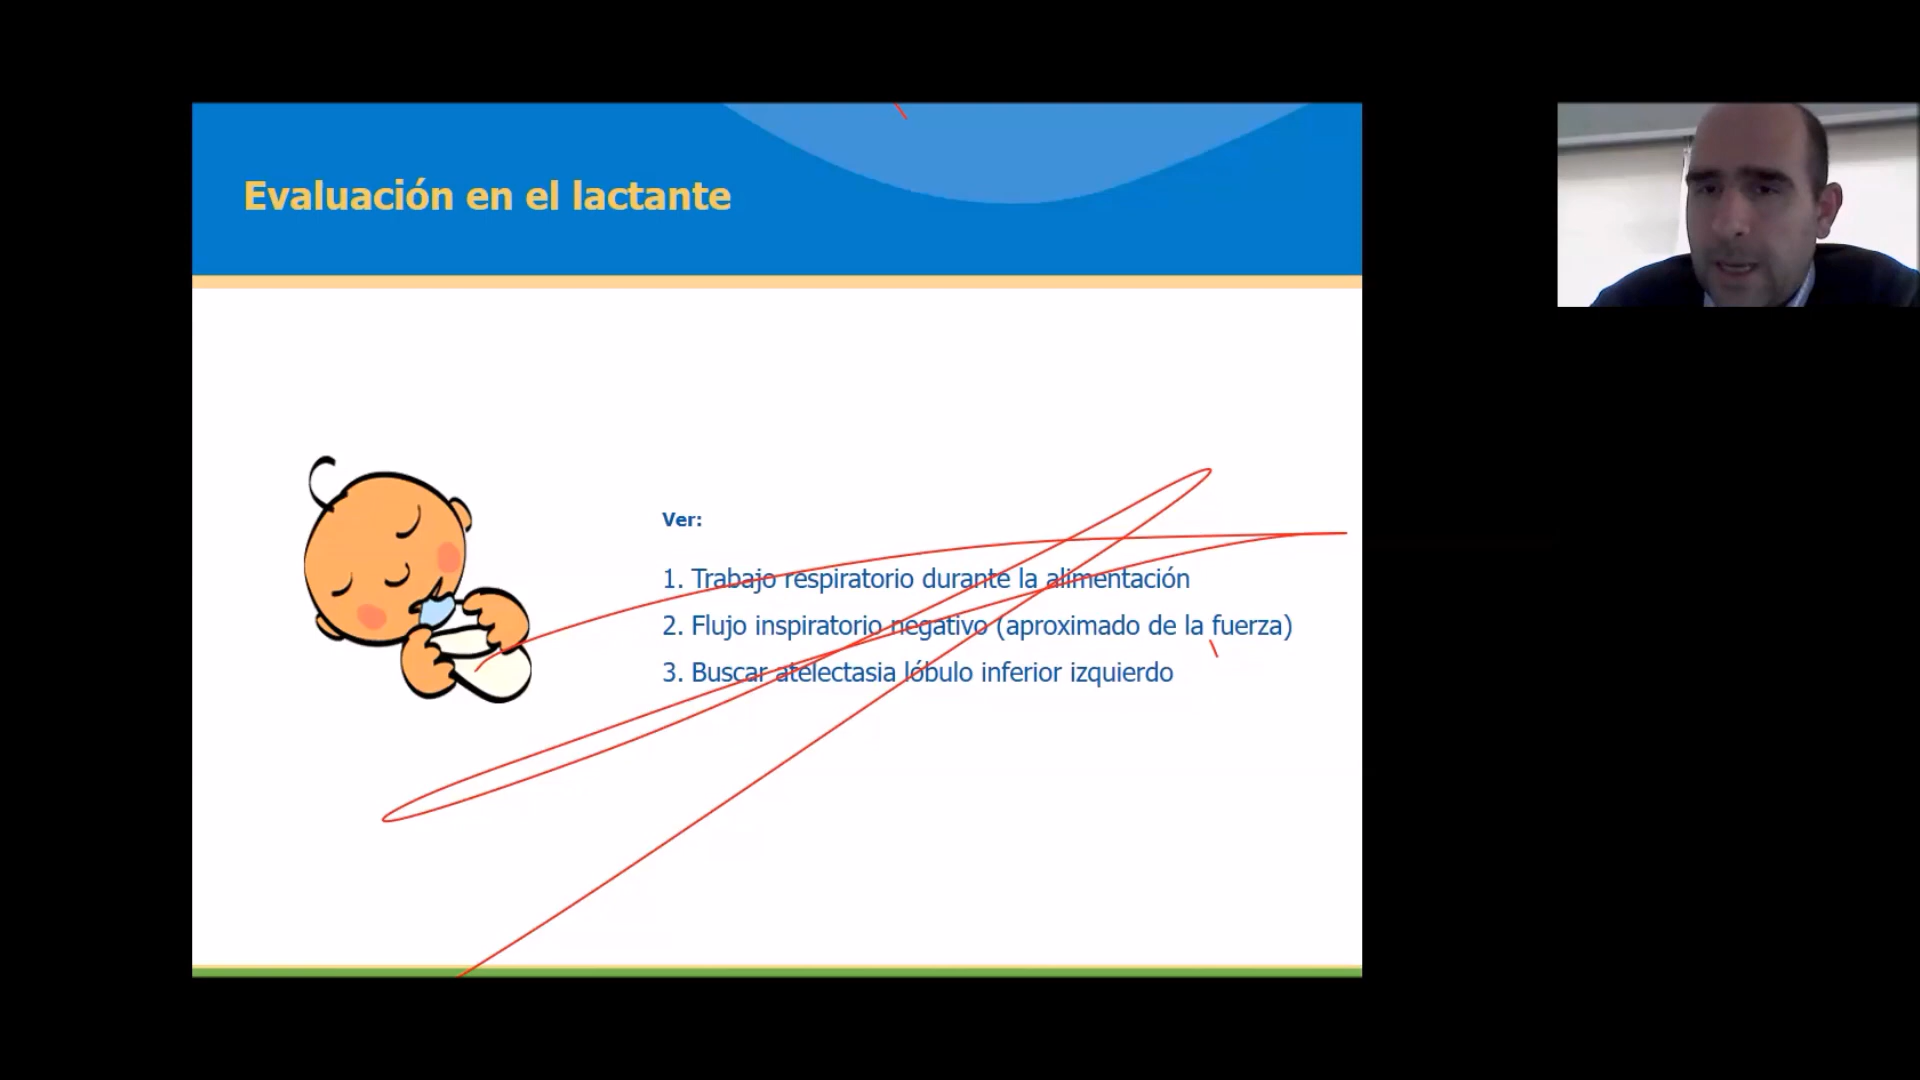 Evaluación en el lactante
Ver:
1. Trabajo respiratorio durante la alimentación
2. Flujo inspiratorio negativo (aproximado de la fuerza)
3. Buscar atelectasia lóbulo inferior izquierdo